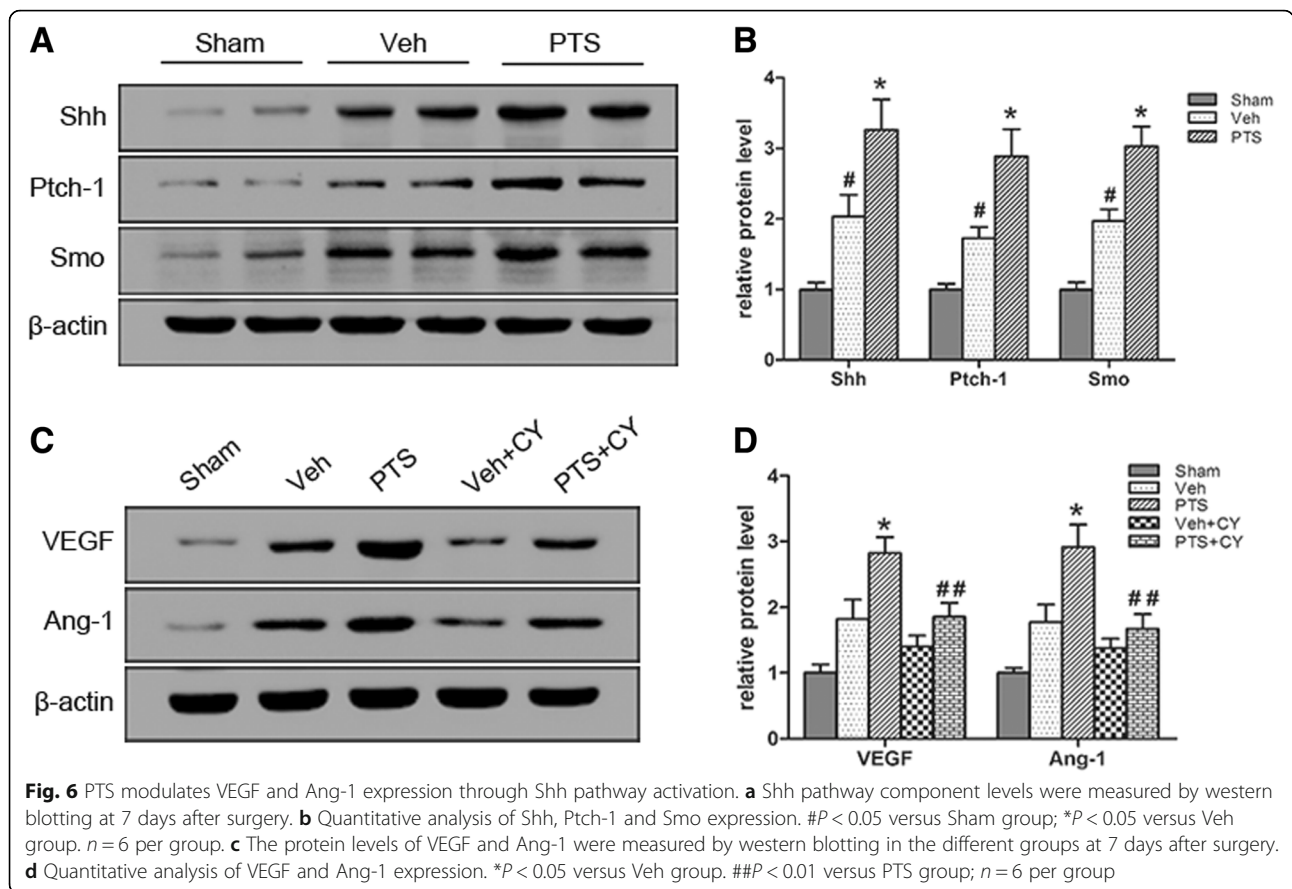 A
Sham Veh PTS
Shh
Ptch-1
Smo
β-actin
B
relative protein level
4
3
2
1
0
# * # * # *
Shh Ptch-1 Smo
Sham
Veh
PTS
C
Sham Veh PTS Veh+CY PTS+CY
VEGF
Ang-1
β-actin
D
relative protein level
4
3
2
1
0
* ## * ##
VEGF Ang-1
Sham
Veh
PTS
Veh+CY
PTS+CY
Fig. 6 PTS modulates VEGF and Ang-1 expression through Shh pathway activation. a Shh pathway component levels were measured by western
blotting at 7 days after surgery. b Quantitative analysis of Shh, Ptch-1 and Smo expression. #P < 0.05 versus Sham group; *P < 0.05 versus Veh
group. n = 6 per group. c The protein levels of VEGF and Ang-1 were measured by western blotting in the different groups at 7 days after surgery.
d Quantitative analysis of VEGF and Ang-1 expression. *P < 0.05 versus Veh group. ##P < 0.01 versus PTS group; n = 6 per group